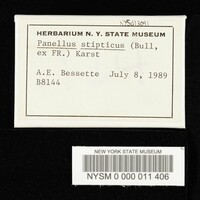 HERBARIUM N. Y. STATE MUSEUM
Panellus stipticus (Bull,
ex FR.) Karst
A.E. Bessette July 8, 1989
B8144
NEW YORK STATE MUSEUM
NYSM 0 000 011 406